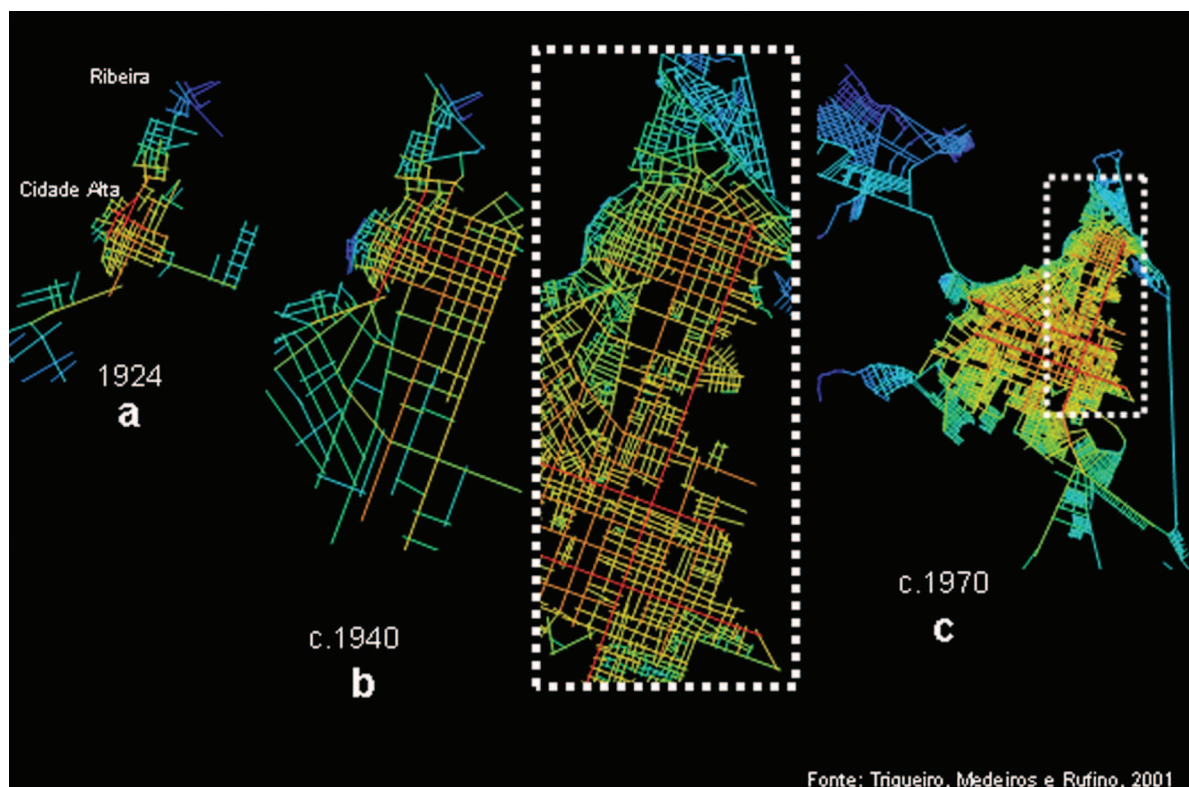 Ribeira
Cidade Alta
1924
a
c.1940
b
c.1970
c
Fonte: Trigueiro, Medeiros e Rufino, 2001